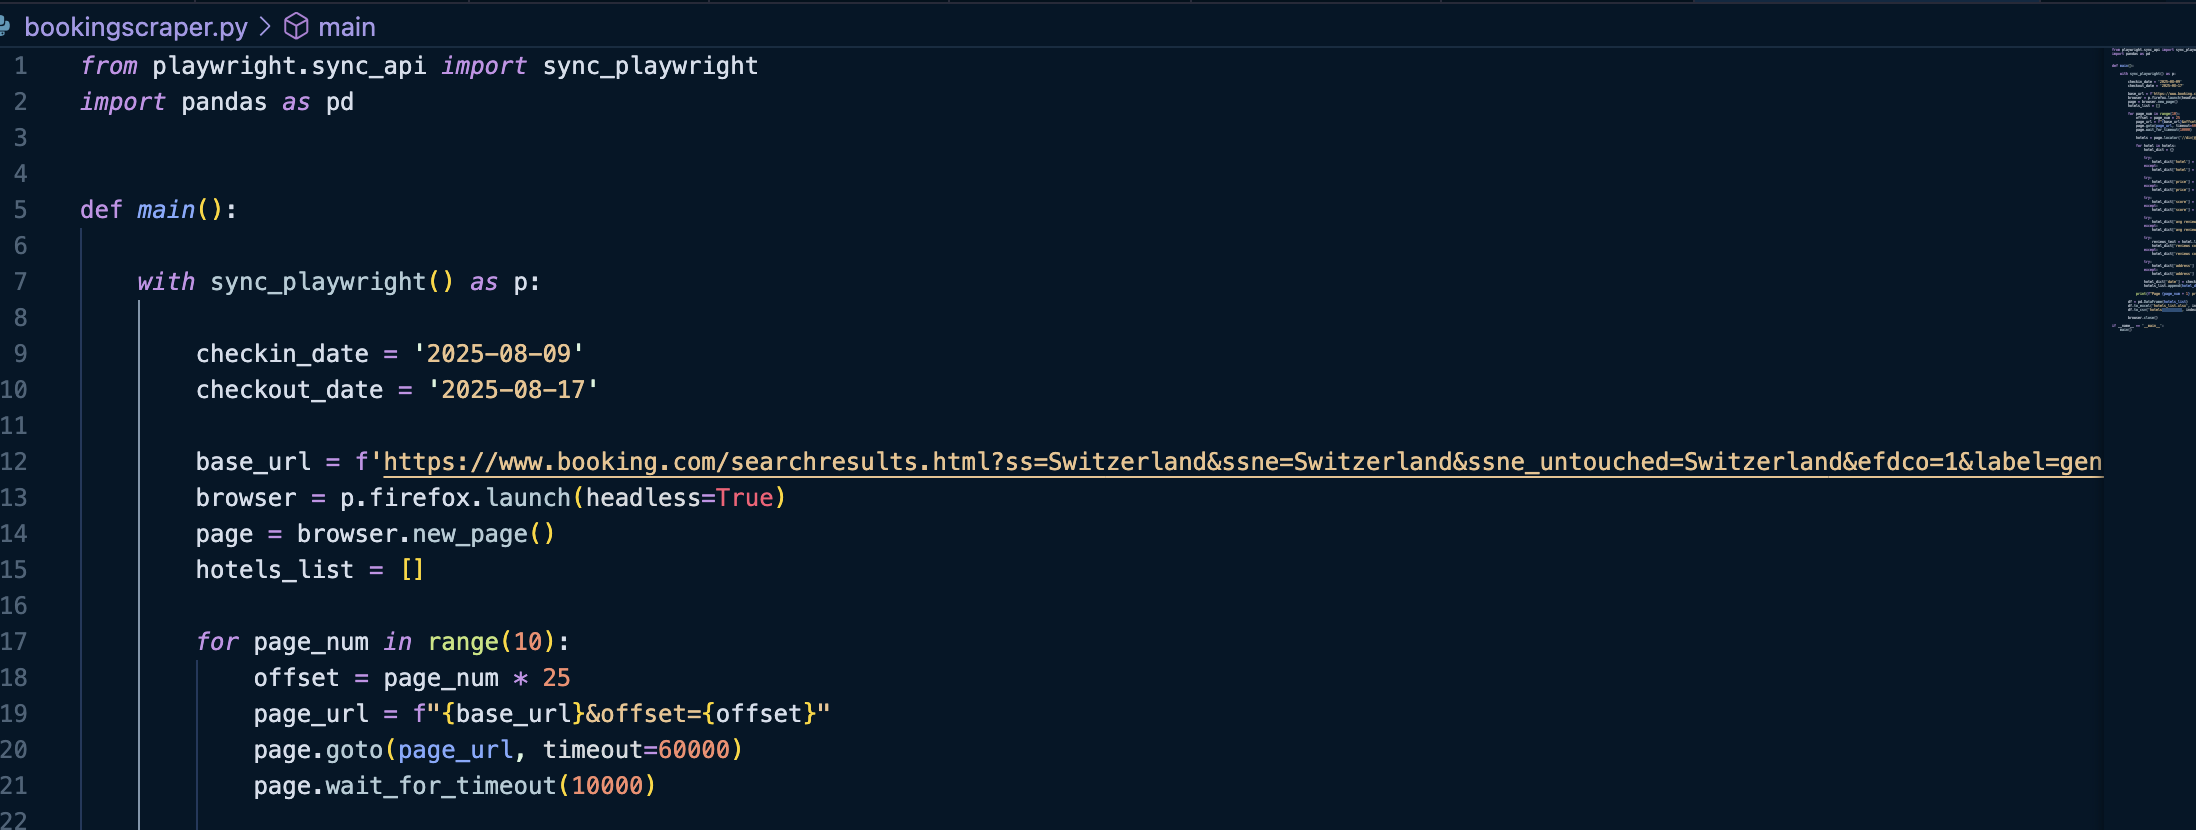 bookingscraper.py > main
1 from playwright.sync_api import sync_playwright
2 import pandas as pd
3
4
5 def main():
6
7 with sync_playwright() as p:
8
9 checkin_date = '2025-08-09'
10 checkout_date = '2025-08-17'
11
12 base_url = f'https://www.booking.com/searchresults.html?ss=Switzerland&ssne=Switzerland&ssne_untouched=Switzerland&efdco=1&label=gen
13 browser = p.firefox.launch(headless=True)
14 page = browser.new_page()
15 hotels_list = []
16
17 for page_num in range(10):
18 offset = page_num * 25
19 page_url = f"{base_url}&offset={offset}"
20 page.goto(page_url, timeout=60000)
21 page.wait_for_timeout(10000)
22